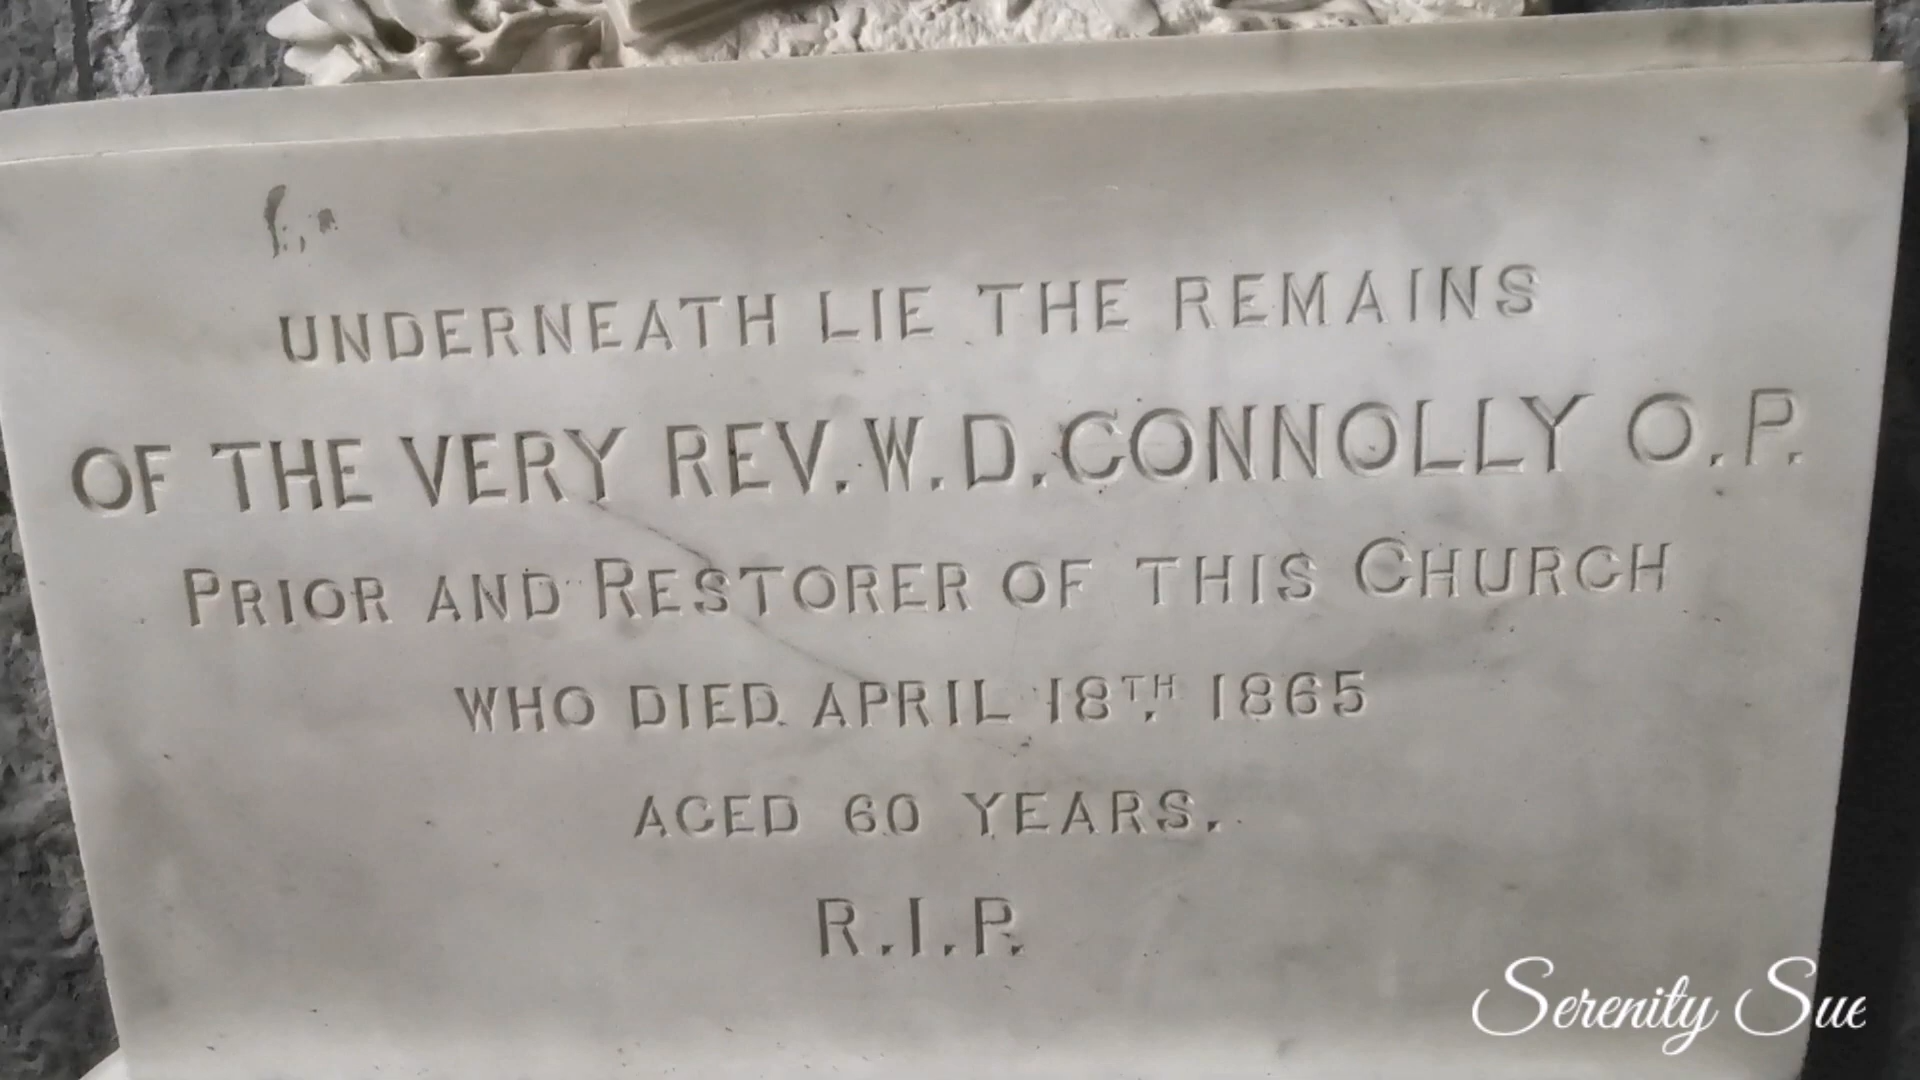 UNDERNEATH LIE THE REMAINS
OF THE VERY REV. W. D. CONNOLLY O.P.
PRIOR AND RESTORER OF THIS CHURCH
WHO DIED APRIL 18TH. 1865
AGED 60 YEARS.
R.I.P.
Serenity Sue